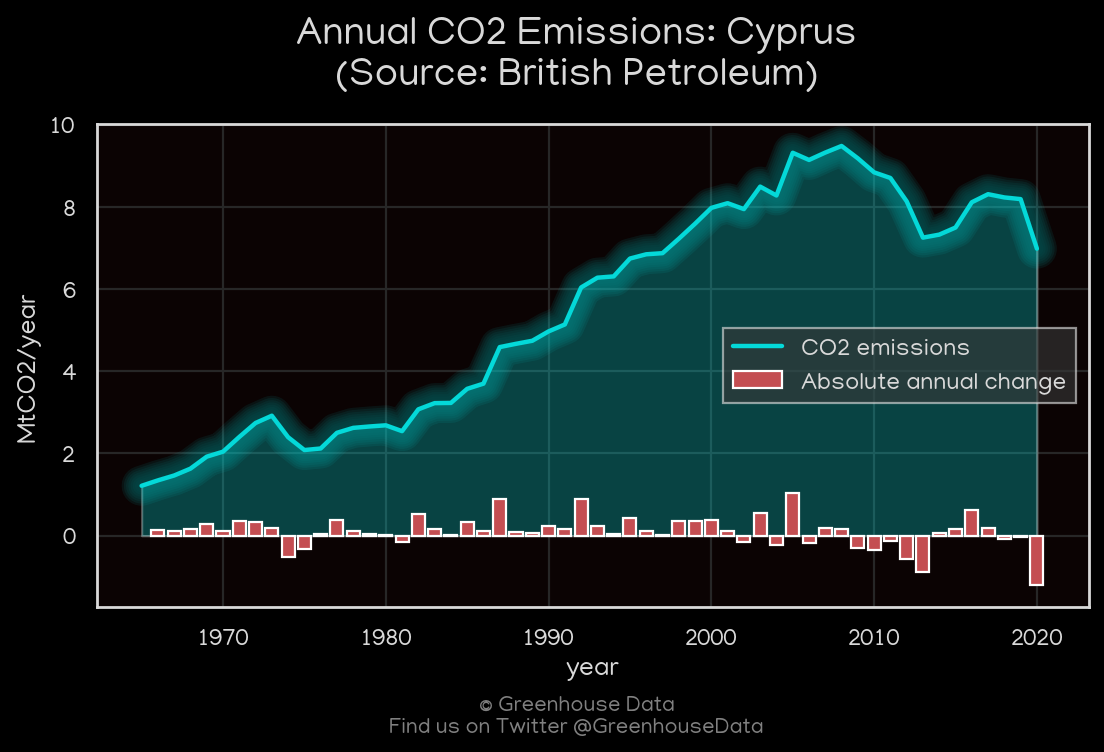 Annual CO2 Emissions: Cyprus
(Source: British Petroleum)
10
8
6
4
2
0
MtCO2/year
CO2 emissions
Absolute annual change
1970 1980 1990 2000 2010 2020
year
© Greenhouse Data
Find us on Twitter @GreenhouseData